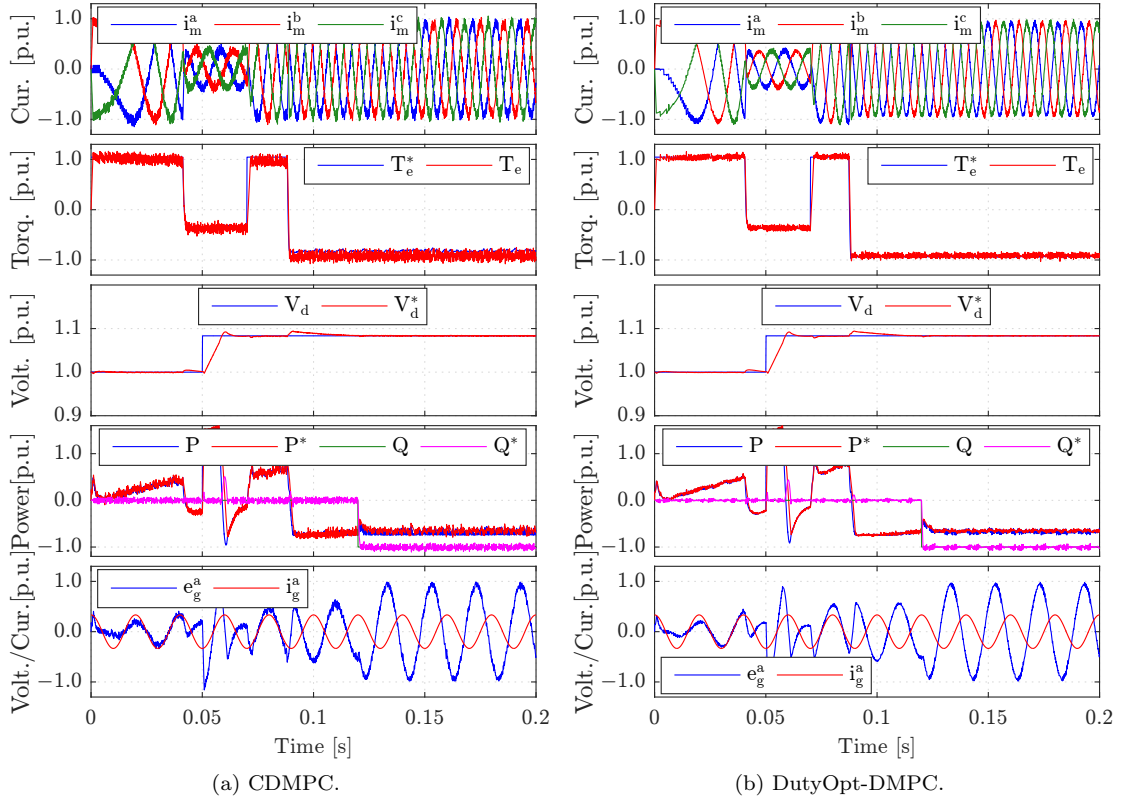 i_m^a i_m^b i_m^c
Cur. [p.u.]
1.0
0.0
−1.0
T_e^* T_e
Torq. [p.u.]
1.0
0.0
−1.0
V_d V_d^*
Volt. [p.u.]
1.1
1.0
0.9
P P^* Q Q^*
Power[p.u.]
1.0
0.0
−1.0
e_g^a i_g^a
Volt./Cur.[p.u.]
1.0
0.0
−1.0
0 0.05 0.1 0.15 0.2
Time [s]
(a) CDMPC.
i_m^a i_m^b i_m^c
Cur. [p.u.]
1.0
0.0
−1.0
T_e^* T_e
Torq. [p.u.]
1.0
0.0
−1.0
V_d V_d^*
Volt. [p.u.]
1.1
1.0
0.9
P P^* Q Q^*
Power[p.u.]
1.0
0.0
−1.0
e_g^a i_g^a
Volt./Cur.[p.u.]
1.0
0.0
−1.0
0 0.05 0.1 0.15 0.2
Time [s]
(b) DutyOpt-DMPC.